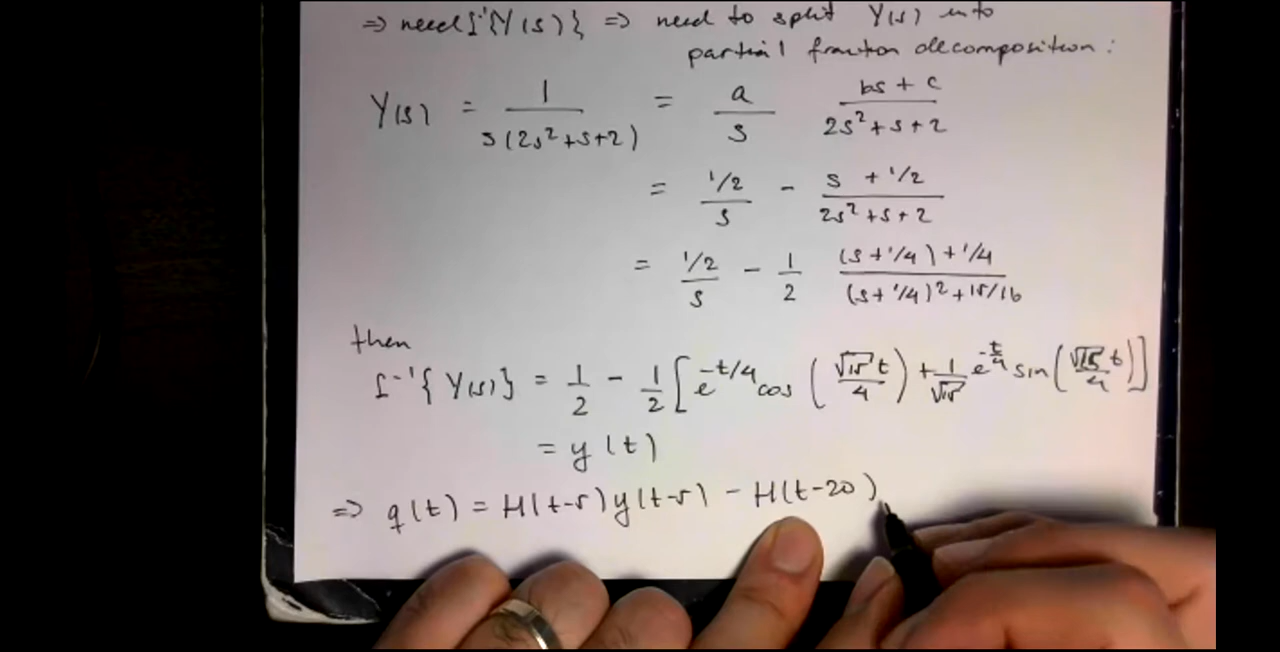 ⇒ need L⁻¹{Y(s)} ⇒ need to split Y(s) into
partial fraction decomposition:
Y(s) = 1 / s(2s²+s+2) = a/s (bs + c)/(2s²+s+2)
= (1/2)/s - (s + 1/2)/(2s²+s+2)
= (1/2)/s - 1/2 ((s+1/4)+1/4)/((s+1/4)²+15/16)
then
L⁻¹{Y(s)} = 1/2 - 1/2 [e^(-t/4) cos(√15 t/4) + 1/√15 e^(-t/4) sin(√15 t/4)]
= y(t)
⇒ q(t) = H(t-5)y(t-5) - H(t-20)